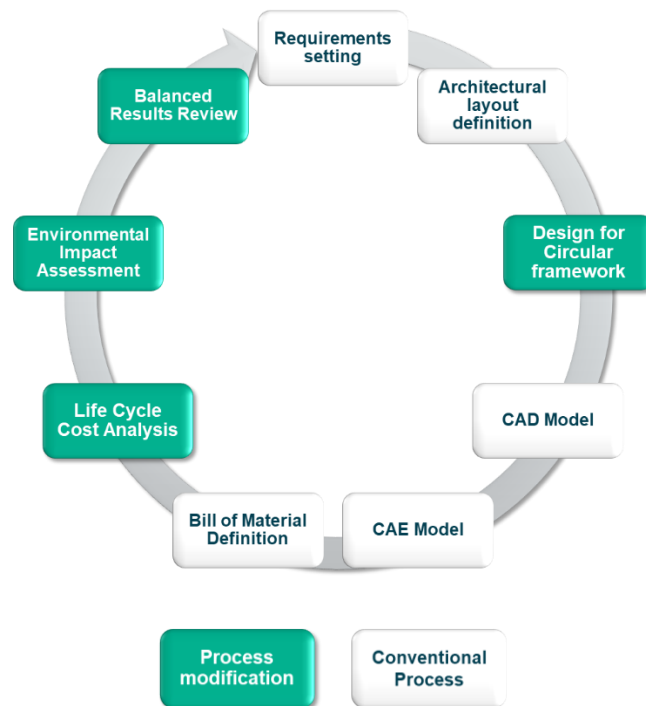 Requirements
setting
Architectural
layout
definition
Design for
Circular
framework
CAD Model
CAE Model
Bill of Material
Definition
Life Cycle
Cost Analysis
Environmental
Impact
Assessment
Balanced
Results Review
Process
modification
Conventional
Process